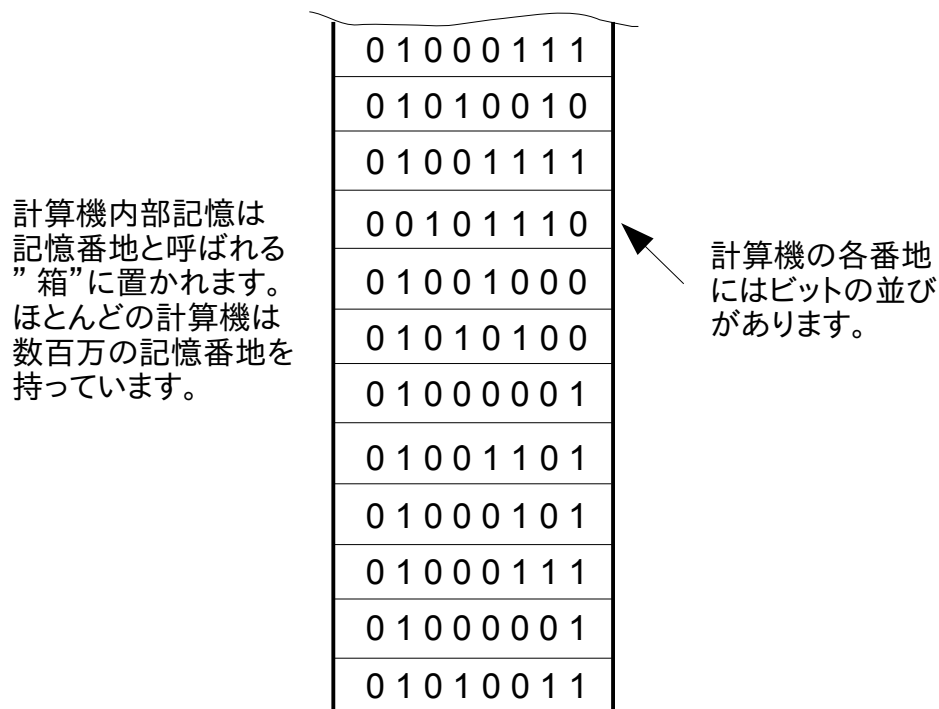 0 1 0 0 0 1 1 1
0 1 0 1 0 0 1 0
0 1 0 0 1 1 1 1
0 0 1 0 1 1 1 0
0 1 0 0 1 0 0 0
0 1 0 1 0 1 0 0
0 1 0 0 0 0 0 1
0 1 0 0 1 1 0 1
0 1 0 0 0 1 0 1
0 1 0 0 0 1 1 1
0 1 0 0 0 0 0 1
0 1 0 1 0 0 1 1
計算機内部記憶は
記憶番地と呼ばれる
” 箱”に置かれます。
ほとんどの計算機は
数百万の記憶番地を
持っています。
計算機の各番地
にはビットの並び
があります。